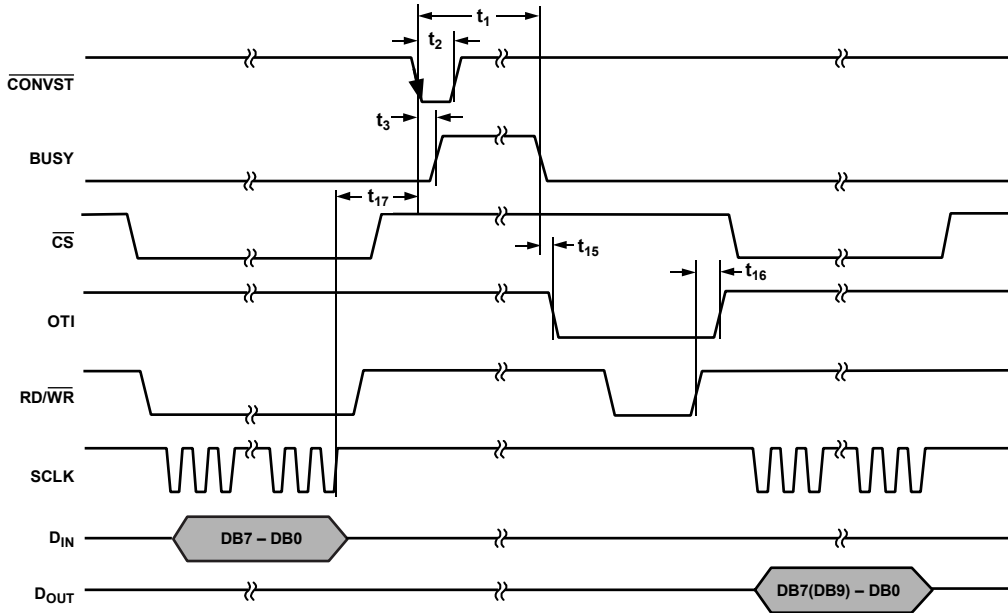 t1
t2
CONVST
t3
BUSY
t17
CS
t15
t16
OTI
RD/WR
SCLK
DIN
DB7 – DB0
DOUT
DB7(DB9) – DB0